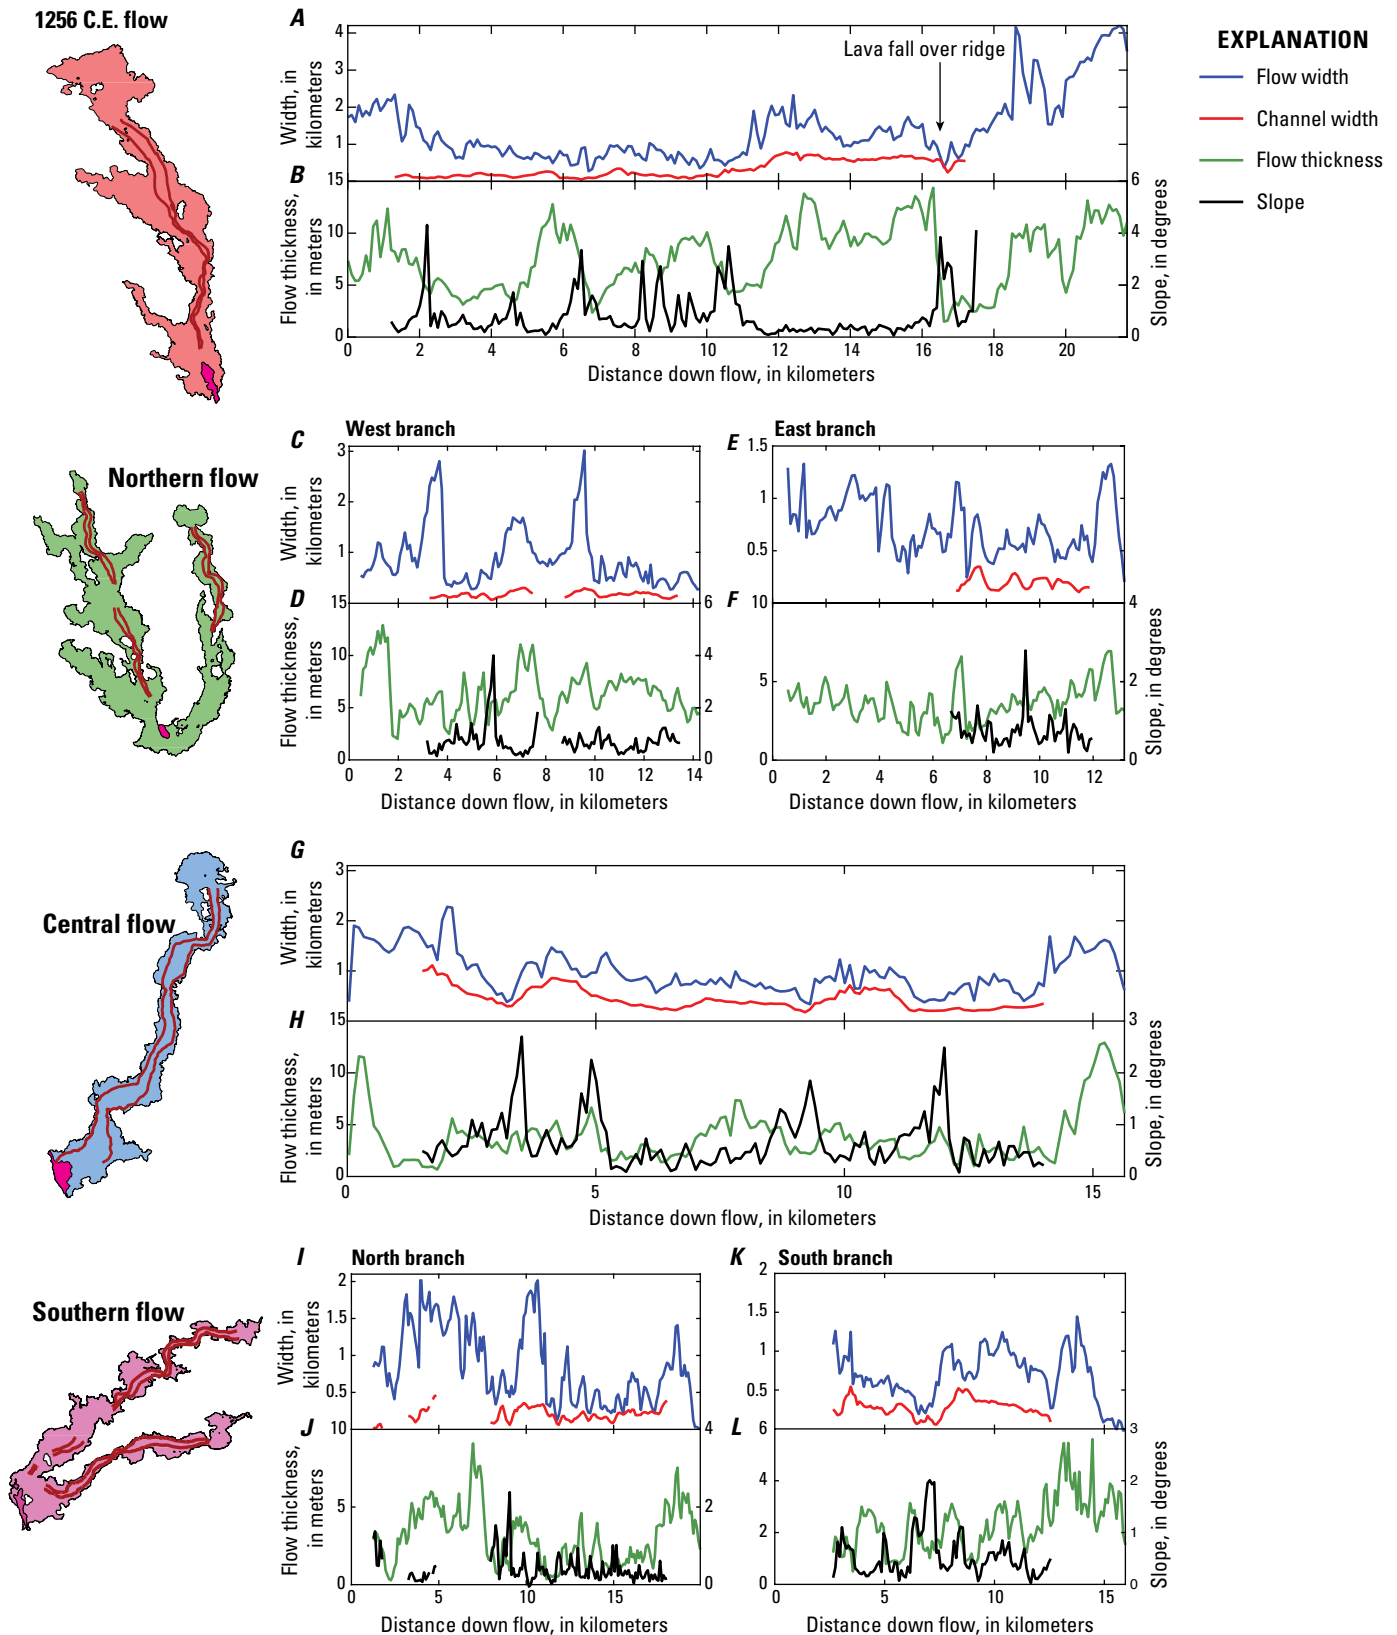 1256 C.E. flow
A
4
3
2
1
Width, in
kilometers
Lava fall over ridge
EXPLANATION
Flow width
Channel width
Flow thickness
Slope
B
15
10
5
0
Flow thickness,
in meters
6
4
2
0
Slope, in degrees
0 2 4 6 8 10 12 14 16 18 20
Distance down flow, in kilometers
Northern flow
C West branch
3
2
1
Width, in
kilometers
D
15
10
5
0
Flow thickness,
in meters
6
4
2
0
0 2 4 6 8 10 12 14
Distance down flow, in kilometers
E East branch
1.5
1
0.5
F
10
5
0
4
2
0
Slope, in degrees
0 2 4 6 8 10 12
Distance down flow, in kilometers
Central flow
G
3
2
1
Width, in
kilometers
H
15
10
5
0
Flow thickness,
in meters
3
2
1
0
Slope, in degrees
0 5 10 15
Distance down flow, in kilometers
Southern flow
I North branch
2
1.5
1
0.5
Width, in
kilometers
J
10
5
0
Flow thickness,
in meters
4
2
0
0 5 10 15
Distance down flow, in kilometers
K South branch
2
1.5
1
0.5
L
6
4
2
0
3
2
1
0
Slope, in degrees
0 5 10 15
Distance down flow, in kilometers